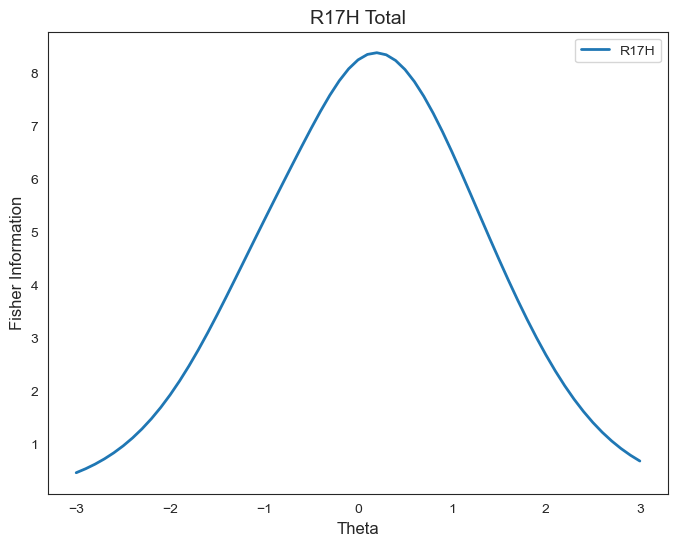 R17H Total
R17H
Fisher Information
8
7
6
5
4
3
2
1
−3 −2 −1 0 1 2 3
Theta